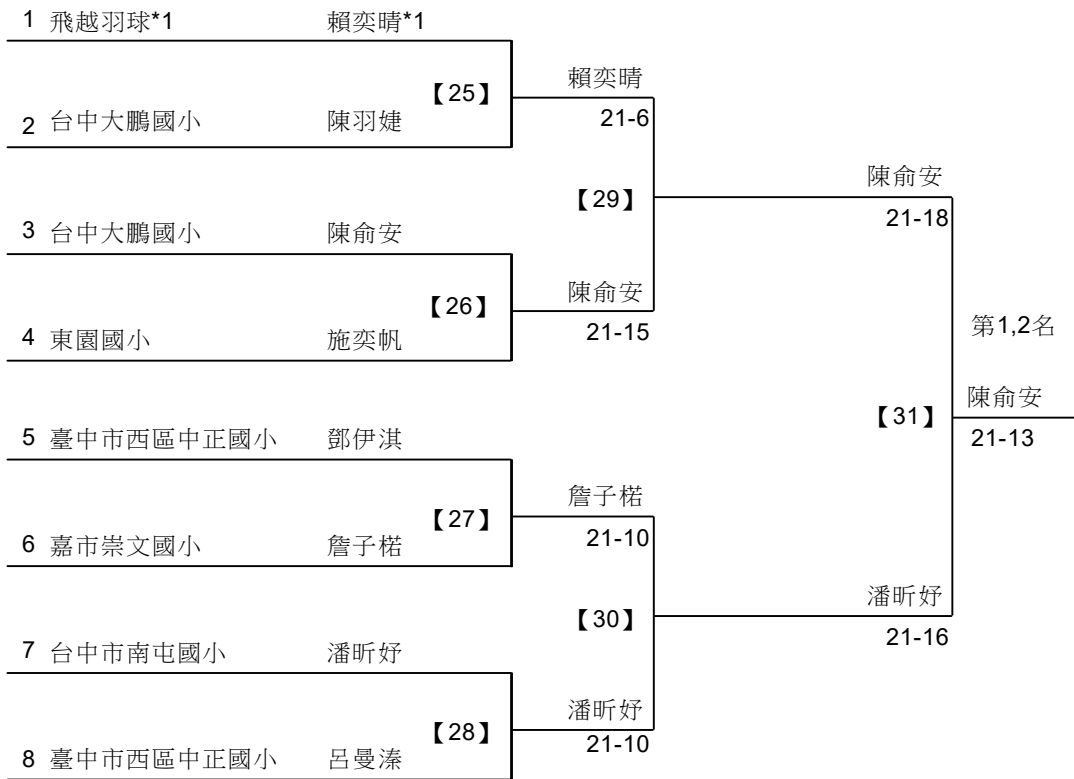 1 飛越羽球*1 賴奕晴*1
賴奕晴
【25】
21-6
2 台中大鵬國小 陳羽婕
陳俞安
【29】
21-18
3 台中大鵬國小 陳俞安
陳俞安
【26】
21-15
第1,2名
4 東園國小 施奕帆
陳俞安
【31】
21-13
5 臺中市西區中正國小 鄧伊淇
詹子楉
【27】
21-10
6 嘉市崇文國小 詹子楉
潘昕妤
【30】
21-16
7 台中市南屯國小 潘昕妤
潘昕妤
【28】
21-10
8 臺中市西區中正國小 呂曼溱